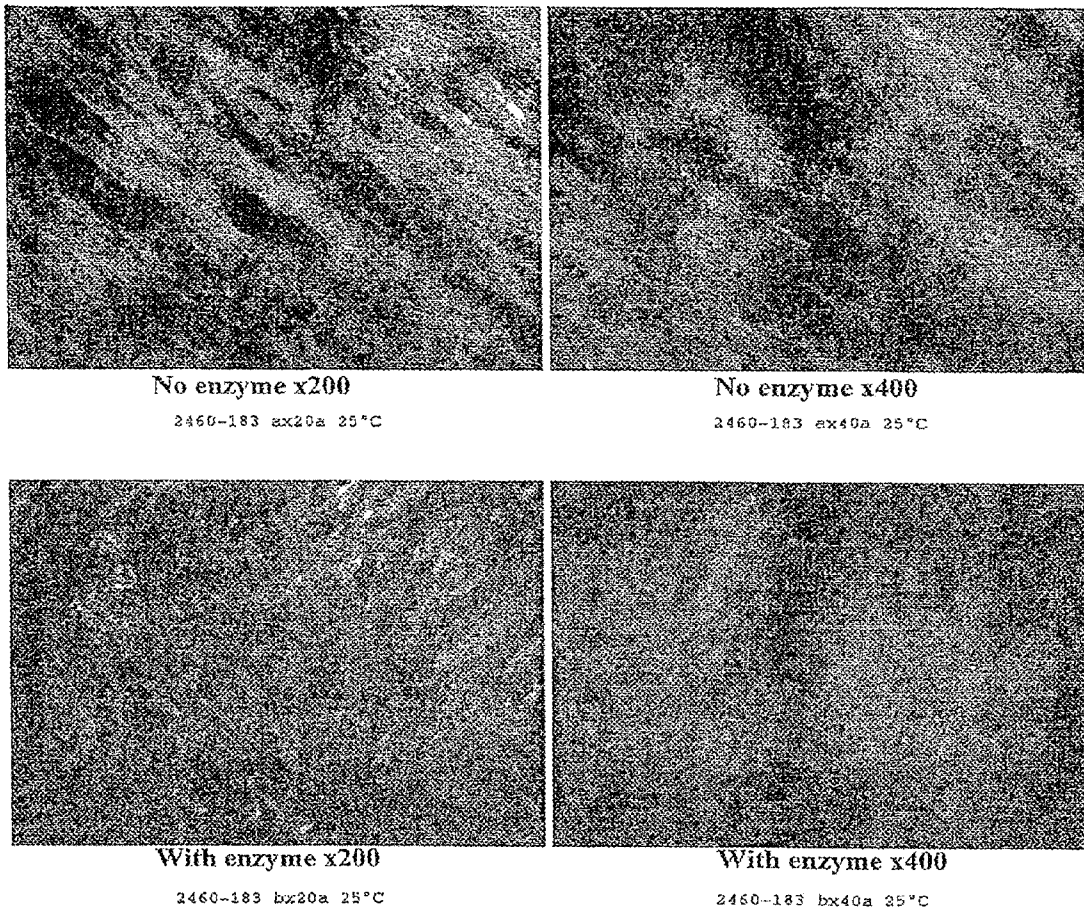 No enzyme x200
2460-183 ax20a 25°C
No enzyme x400
2460-183 ax40a 25°C
With enzyme x200
2460-183 bx20a 25°C
With enzyme x400
2460-183 bx40a 25°C